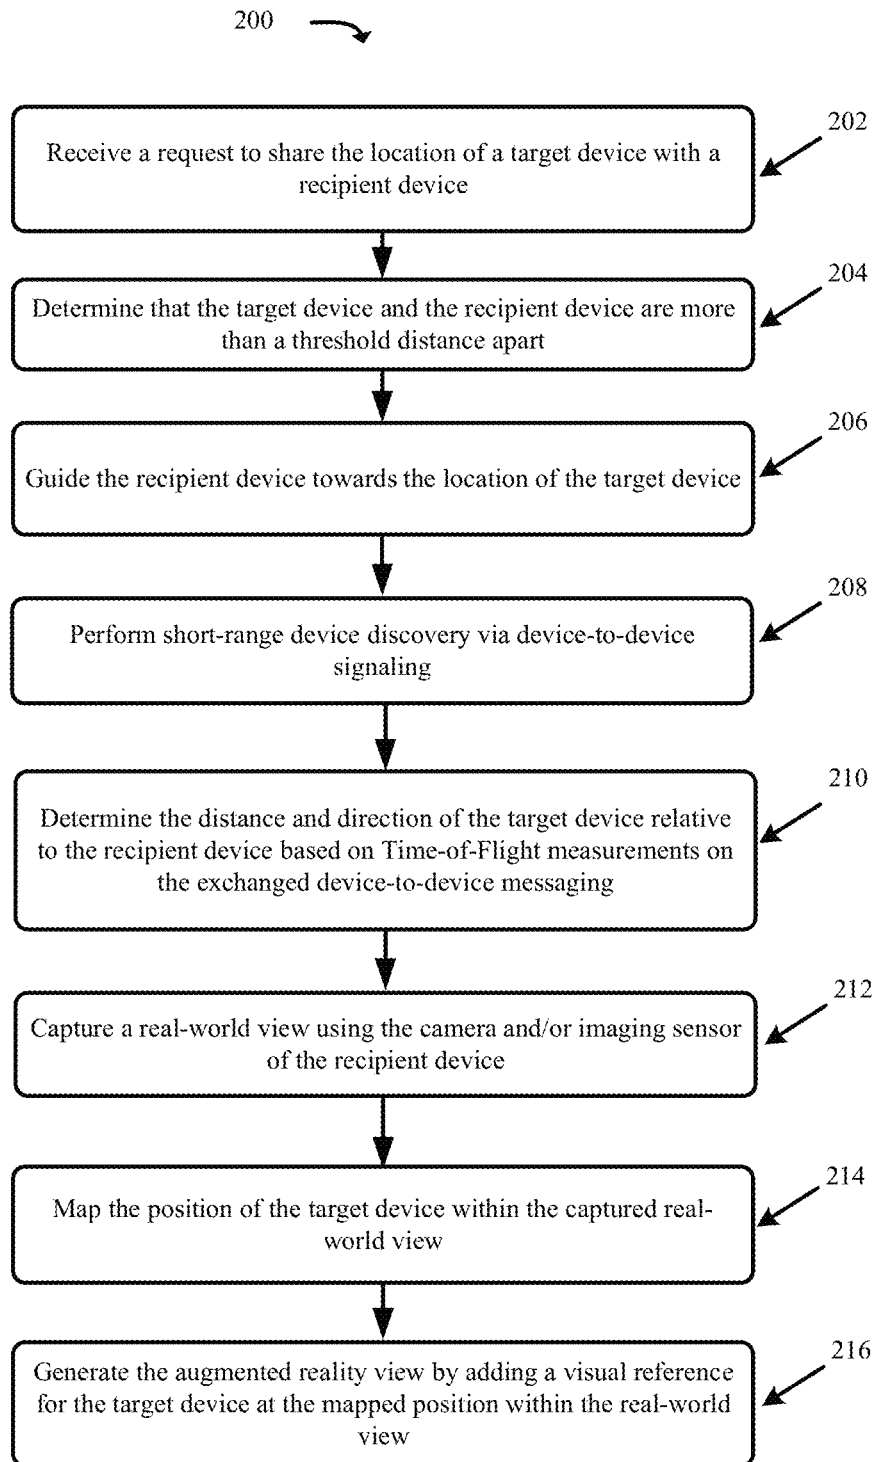 200
202
Receive a request to share the location of a target device with a
recipient device
204
Determine that the target device and the recipient device are more
than a threshold distance apart
206
Guide the recipient device towards the location of the target device
208
Perform short-range device discovery via device-to-device
signaling
210
Determine the distance and direction of the target device relative
to the recipient device based on Time-of-Flight measurements on
the exchanged device-to-device messaging
212
Capture a real-world view using the camera and/or imaging sensor
of the recipient device
214
Map the position of the target device within the captured real-
world view
216
Generate the augmented reality view by adding a visual reference
for the target device at the mapped position within the real-world
view